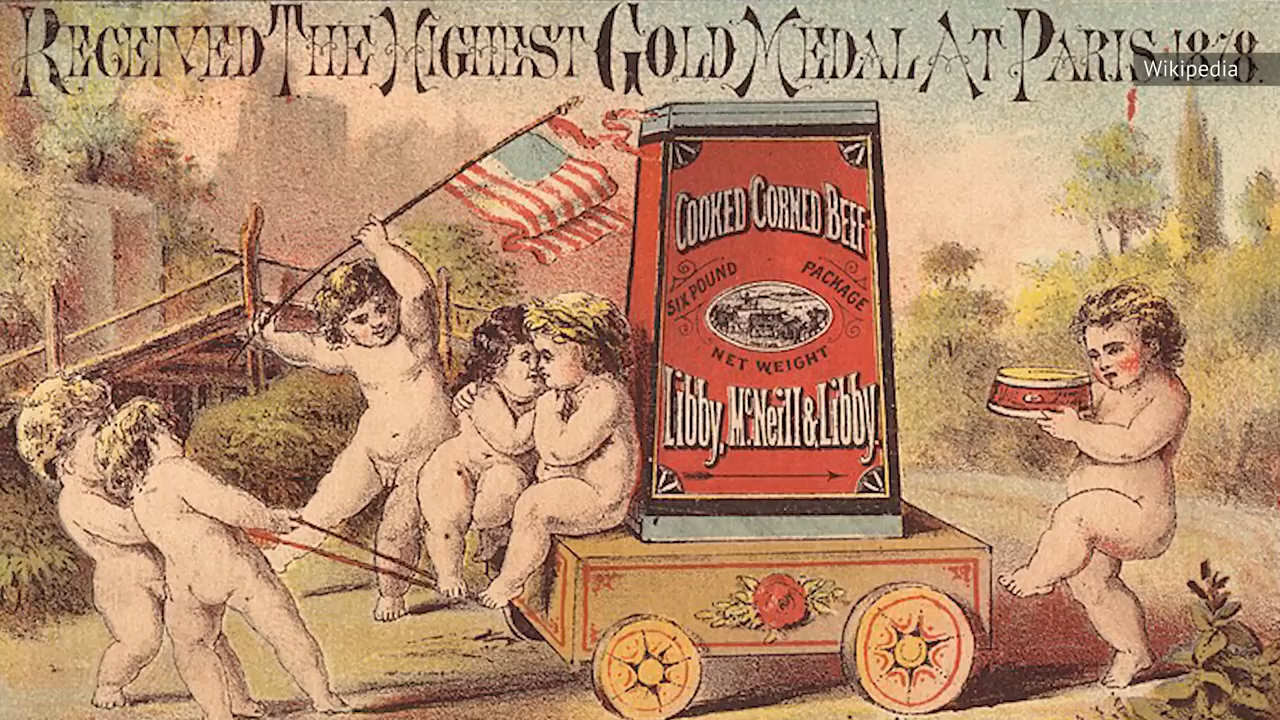 Received The Highest Gold Medal At Paris 1878.
Wikipedia
Cooked Corned Beef
Six Pound Package
Net Weight
Libby, McNeill & Libby.